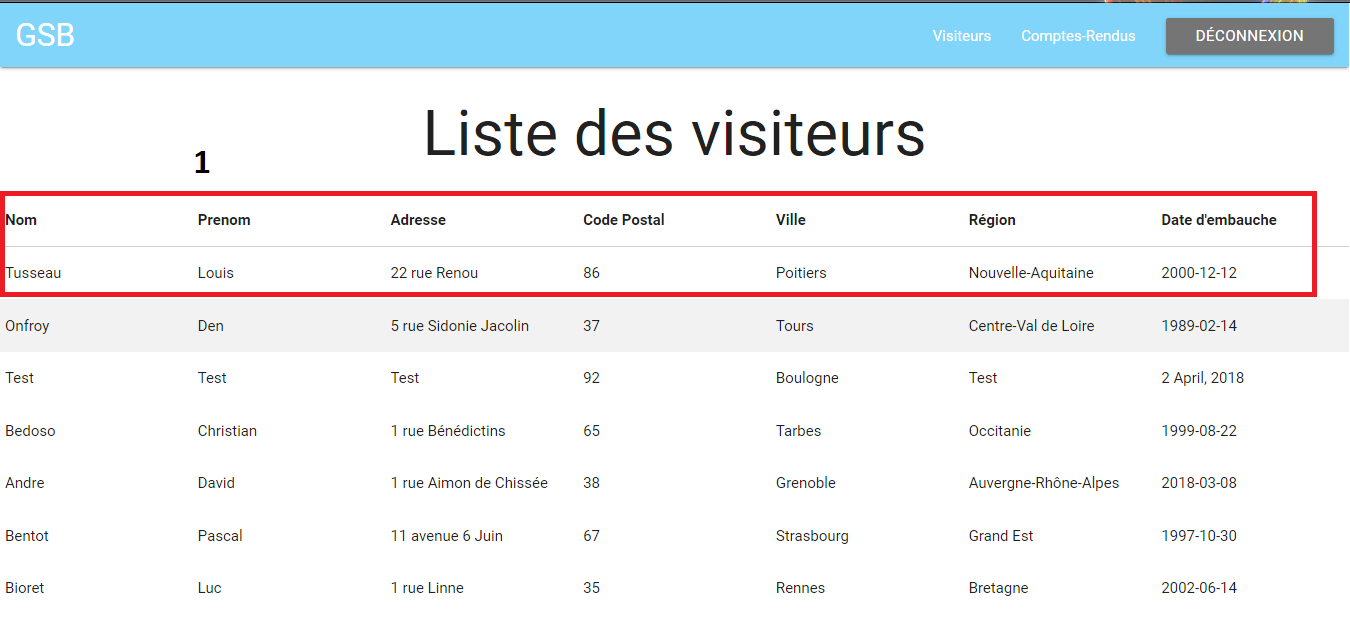 GSB Visiteurs Comptes-Rendus DÉCONNEXION
Liste des visiteurs
1
Nom Prenom Adresse Code Postal Ville Région Date d'embauche
Tusseau Louis 22 rue Renou 86 Poitiers Nouvelle-Aquitaine 2000-12-12
Onfroy Den 5 rue Sidonie Jacolin 37 Tours Centre-Val de Loire 1989-02-14
Test Test Test 92 Boulogne Test 2 April, 2018
Bedoso Christian 1 rue Bénédictins 65 Tarbes Occitanie 1999-08-22
Andre David 1 rue Aimon de Chissée 38 Grenoble Auvergne-Rhône-Alpes 2018-03-08
Bentot Pascal 11 avenue 6 Juin 67 Strasbourg Grand Est 1997-10-30
Bioret Luc 1 rue Linne 35 Rennes Bretagne 2002-06-14